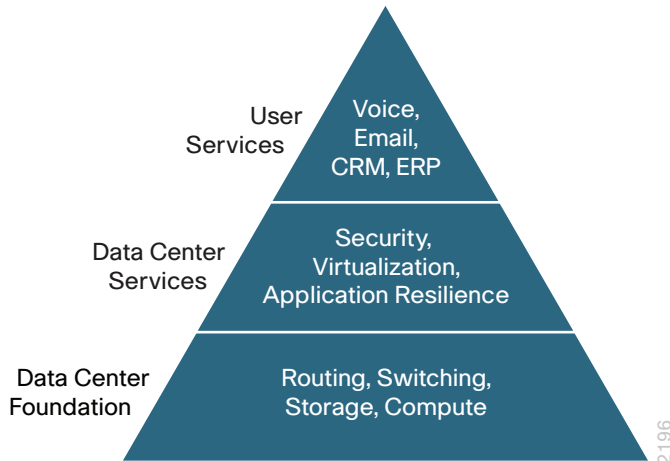 User
Services
Voice,
Email,
CRM, ERP
Data Center
Services
Security,
Virtualization,
Application Resilience
Data Center
Foundation
Routing, Switching,
Storage, Compute
2196